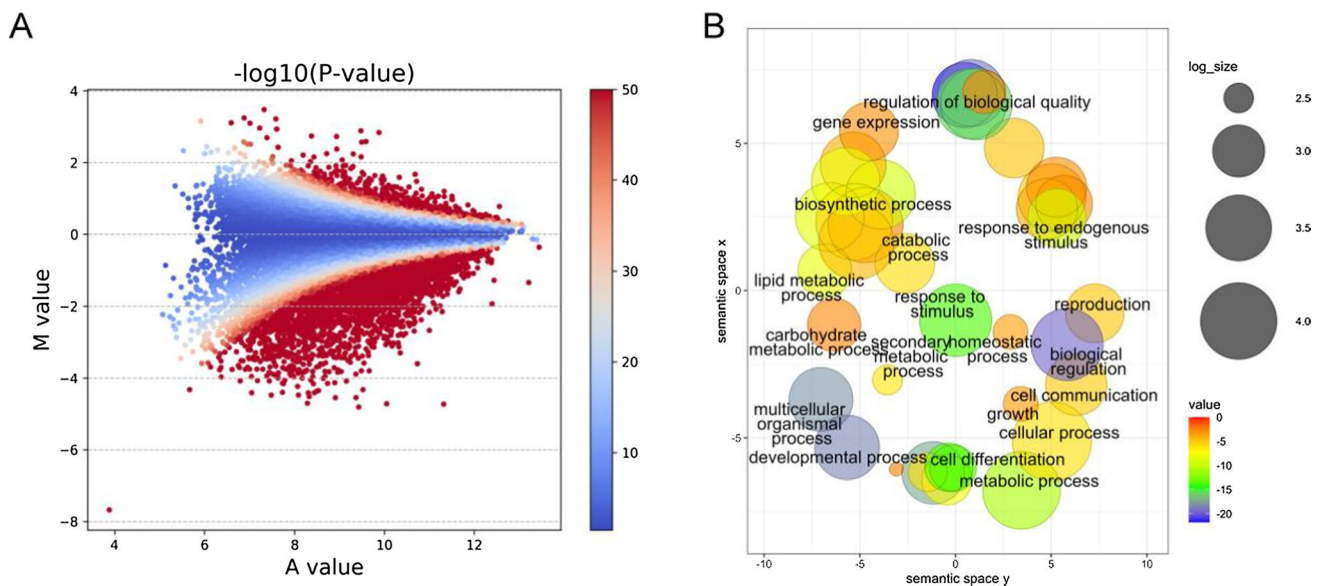 A
-log10(P-value)
4
2
0
−2
−4
−6
−8
M value
4
6
8
10
12
A value
50
40
30
20
10
B
regulation of biological quality
gene expression
biosynthetic process
catabolic
process
response to endogenous
stimulus
lipid metabolic
process
response to
stimulus
reproduction
carbohydrate
metabolic process
secondary
metabolic
process
homeostatic
process
biological
regulation
cell communication
growth
multicellular
organismal
process
cellular process
developmental process
cell differentiation
metabolic process
5
0
-5
semantic space x
-10
-5
0
5
10
semantic space y
log_size
2.5
3.0
3.5
4.0
value
0
-5
-10
-15
-20